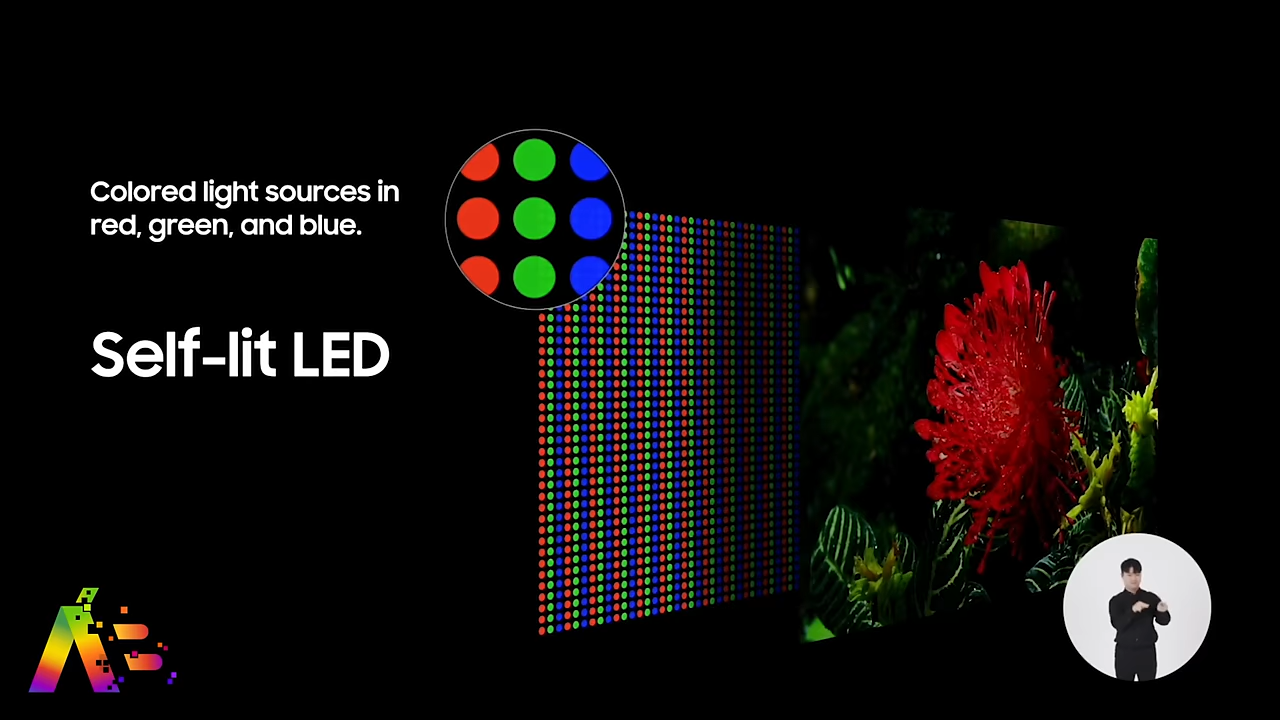 Colored light sources in
red, green, and blue.
Self-lit LED